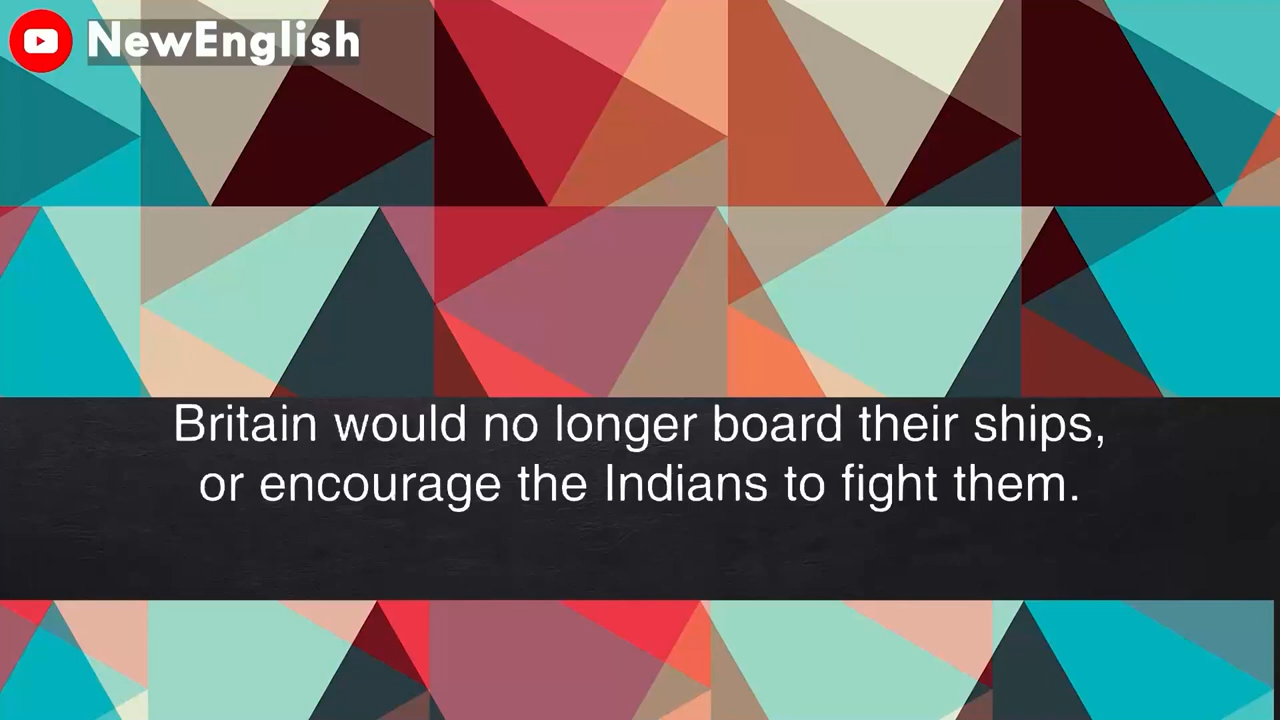 NewEnglish
Britain would no longer board their ships,
or encourage the Indians to fight them.